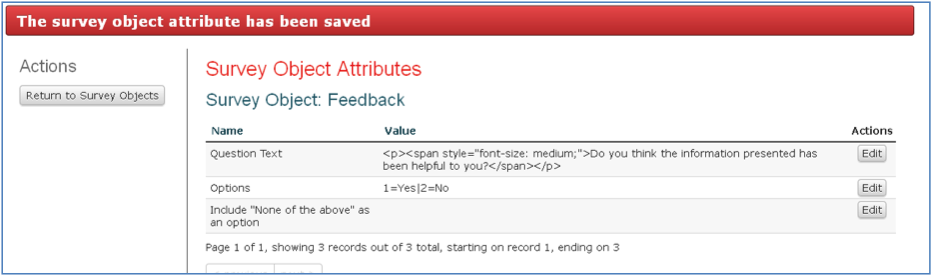 The survey object attribute has been saved
Actions
Return to Survey Objects
Survey Object Attributes
Survey Object: Feedback
Name Value Actions
Question Text <p><span style="font-size: medium;">Do you think the information presented has Edit
been helpful to you?</span></p>
Options 1=Yes|2=No Edit
Include "None of the above" as Edit
an option
Page 1 of 1, showing 3 records out of 3 total, starting on record 1, ending on 3